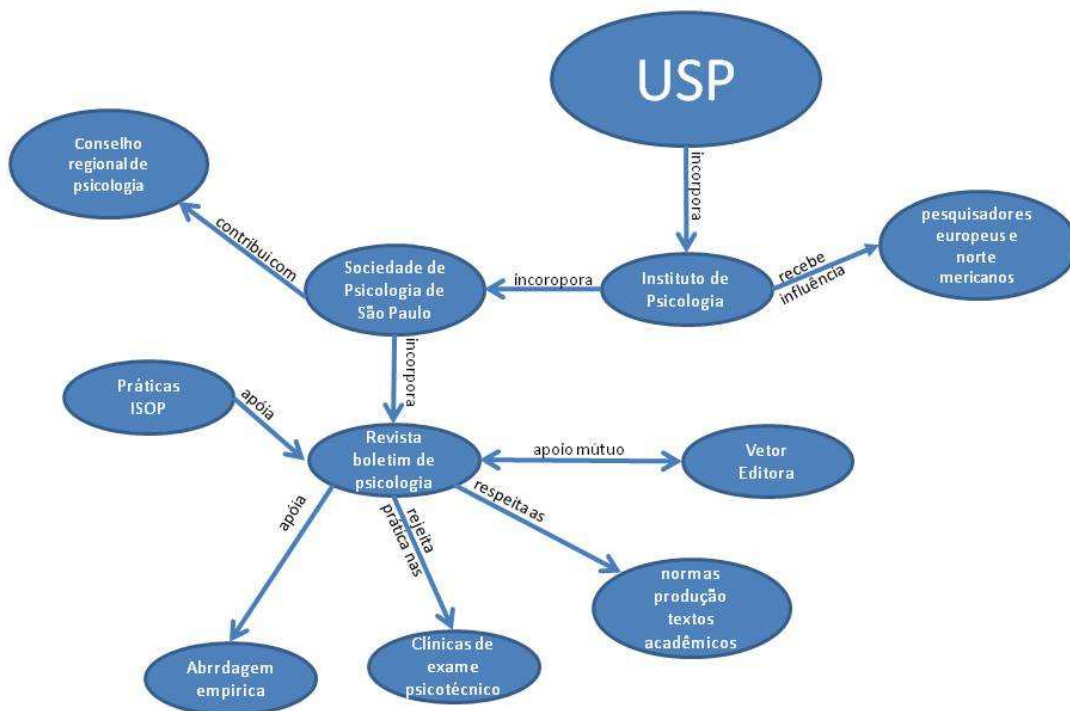 USP
Conselho
regional de
psicologia
incorpora
pesquisadores
europeus e
norte
mericanos
contribui com
Sociedade de
Psicologia de
São Paulo
incoropora
Instituto de
Psicologia
recebe
influência
incorpora
Práticas
ISOP
apóia
Revista
boletim de
psicologia
apoio mútuo
Vetor
Editora
apóia
rejeita
prática nas
respeita as
normas
produção
textos
acadêmicos
Abrrdagem
empirica
Clínicas de
exame
psicotécnico